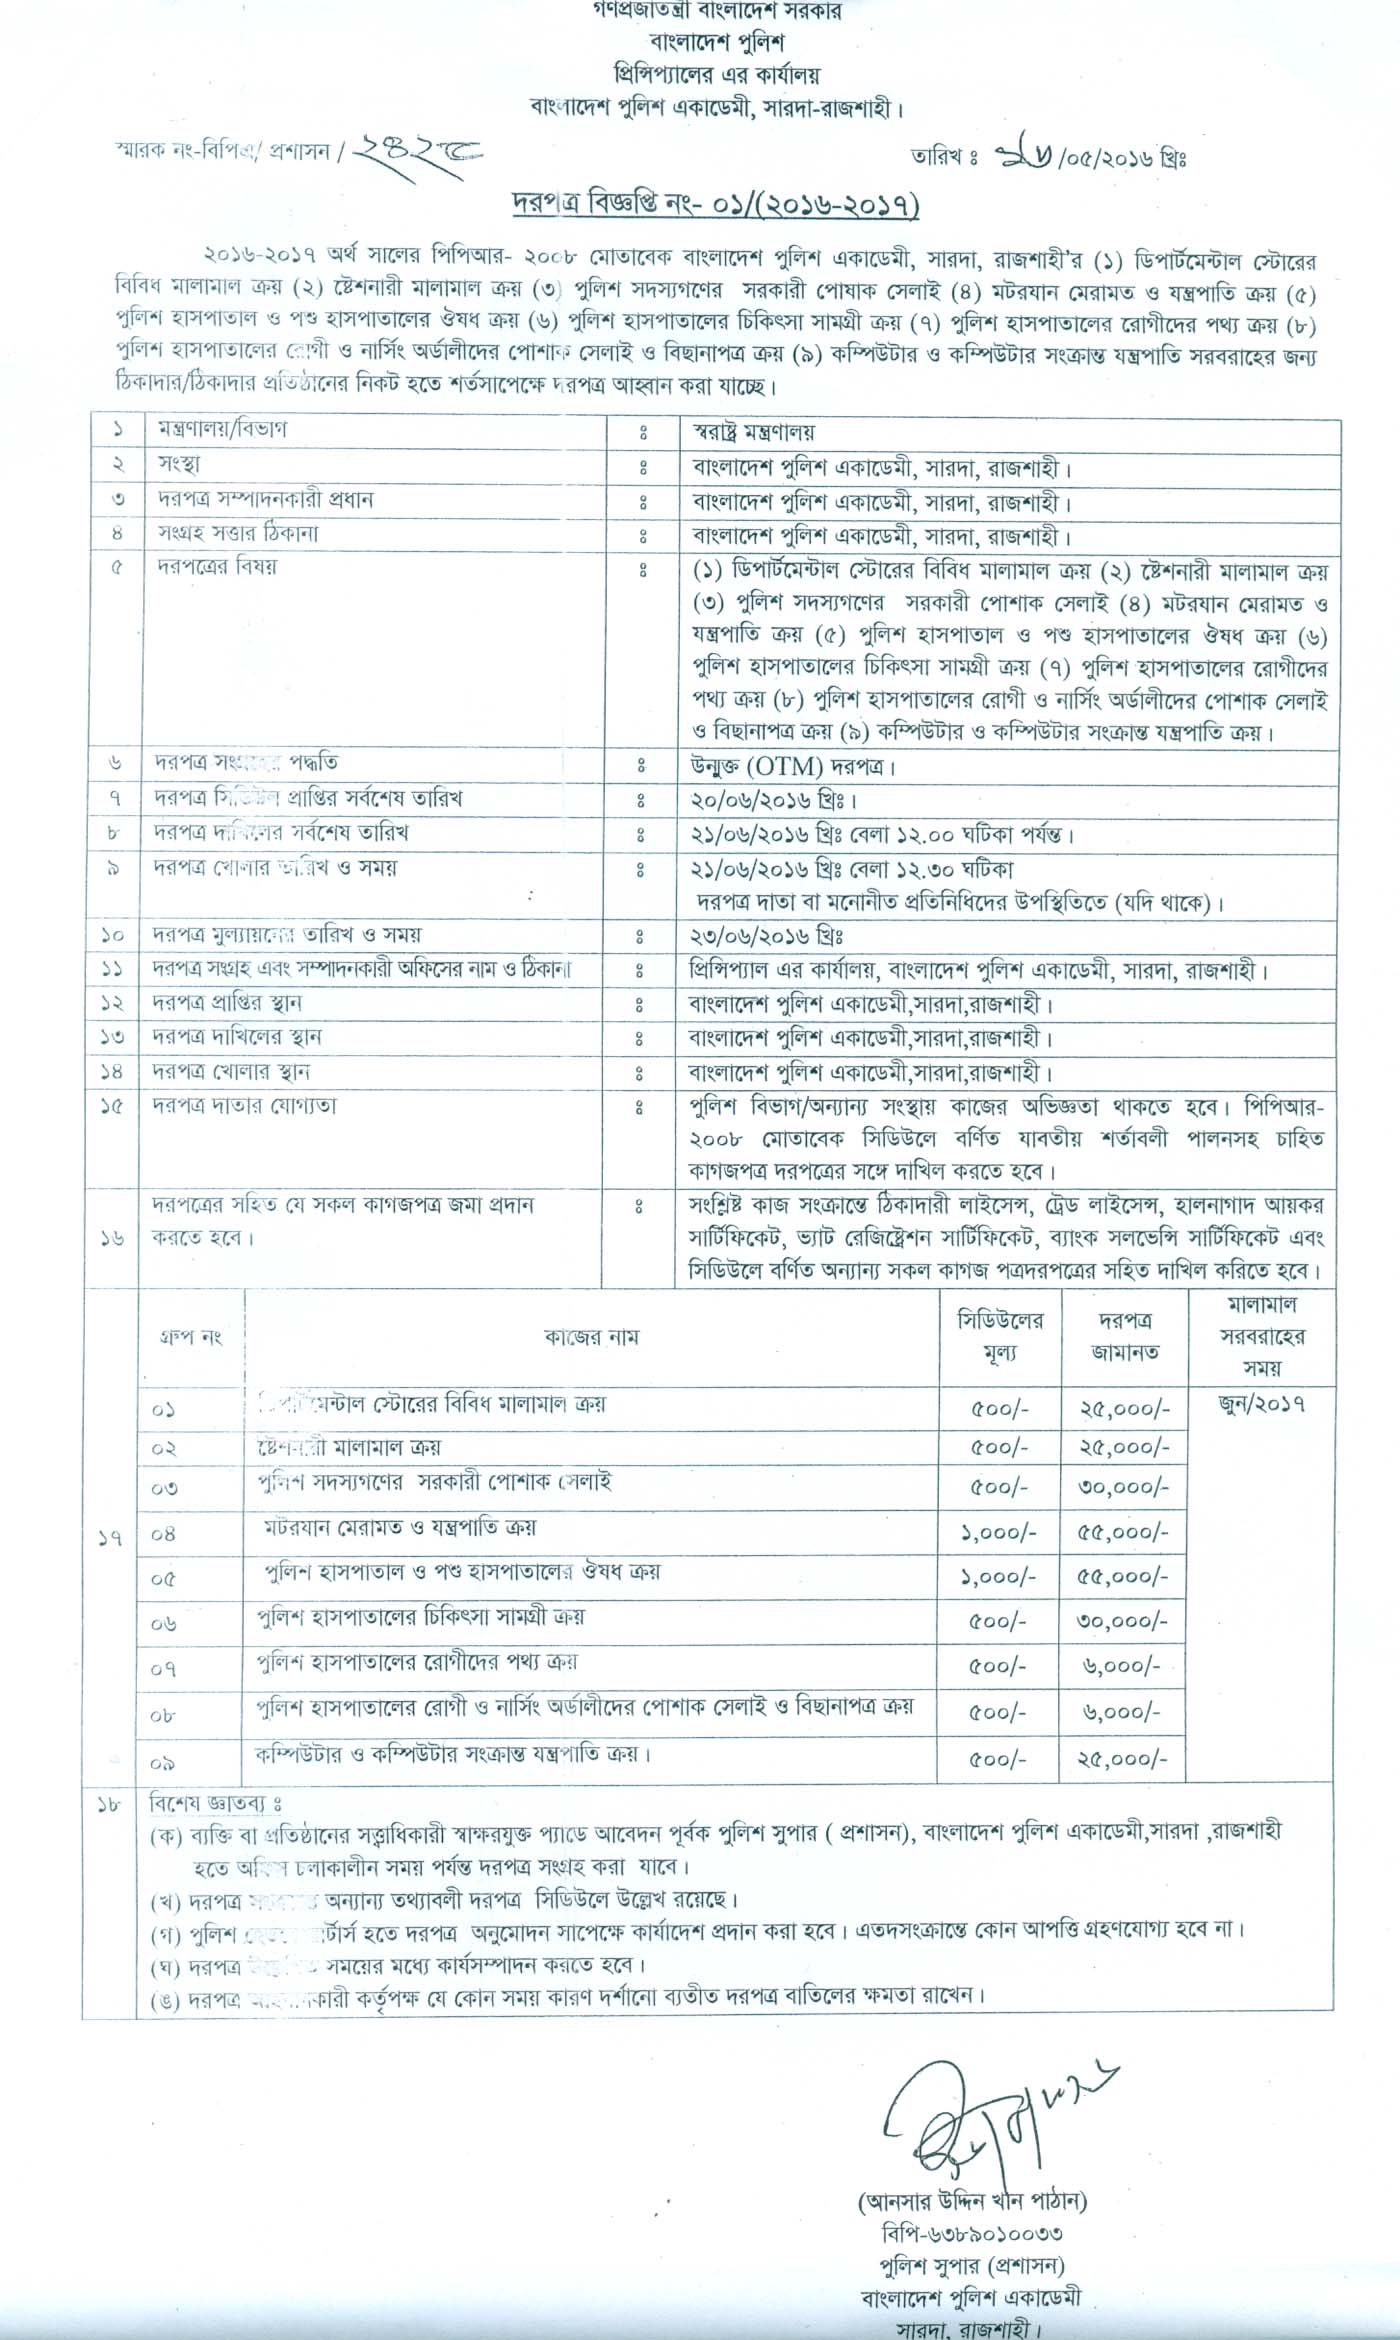 গণপ্রজাতন্ত্রী বাংলাদেশ সরকার
বাংলাদেশ পুলিশ
প্রিন্সিপ্যালের এর কার্যালয়
বাংলাদেশ পুলিশ একাডেমী, সারদা-রাজশাহী।
স্মারক নং-বিপিএ/ প্রশাসন / তারিখ ঃ /০৫/২০১৬ খ্রিঃ
দরপত্র বিজ্ঞপ্তি নং- ০১/(২০১৬-২০১৭)
২০১৬-২০১৭ অর্থ সালের পিপিআর- ২০০৮ মোতাবেক বাংলাদেশ পুলিশ একাডেমী, সারদা, রাজশাহী'র (১) ডিপার্টমেন্টাল স্টোরের
বিবিধ মালামাল ক্রয় (২) ষ্টেশনারী মালামাল ক্রয় (৩) পুলিশ সদস্যগণের সরকারী পোষাক সেলাই (৪) মটরযান মেরামত ও যন্ত্রপাতি ক্রয় (৫)
পুলিশ হাসপাতাল ও পশু হাসপাতালের ঔষধ ক্রয় (৬) পুলিশ হাসপাতালের চিকিৎসা সামগ্রী ক্রয় (৭) পুলিশ হাসপাতালের রোগীদের পথ্য ক্রয় (৮)
পুলিশ হাসপাতালের রোগী ও নার্সিং অর্ডালীদের পোশাক সেলাই ও বিছানাপত্র ক্রয় (৯) কম্পিউটার ও কম্পিউটার সংক্রান্ত যন্ত্রপাতি সরবরাহের জন্য
ঠিকাদার/ঠিকাদার প্রতিষ্ঠানের নিকট হতে শর্তসাপেক্ষে দরপত্র আহ্বান করা যাচ্ছে।
১ মন্ত্রণালয়/বিভাগ ঃ স্বরাষ্ট্র মন্ত্রণালয়
২ সংস্থা ঃ বাংলাদেশ পুলিশ একাডেমী, সারদা, রাজশাহী।
৩ দরপত্র সম্পাদনকারী প্রধান ঃ বাংলাদেশ পুলিশ একাডেমী, সারদা, রাজশাহী।
৪ সংগ্রহ সত্তার ঠিকানা ঃ বাংলাদেশ পুলিশ একাডেমী, সারদা, রাজশাহী।
৫ দরপত্রের বিষয় ঃ (১) ডিপার্টমেন্টাল স্টোরের বিবিধ মালামাল ক্রয় (২) ষ্টেশনারী মালামাল ক্রয়
(৩) পুলিশ সদস্যগণের সরকারী পোশাক সেলাই (৪) মটরযান মেরামত ও
যন্ত্রপাতি ক্রয় (৫) পুলিশ হাসপাতাল ও পশু হাসপাতালের ঔষধ ক্রয় (৬)
পুলিশ হাসপাতালের চিকিৎসা সামগ্রী ক্রয় (৭) পুলিশ হাসপাতালের রোগীদের
পথ্য ক্রয় (৮) পুলিশ হাসপাতালের রোগী ও নার্সিং অর্ডালীদের পোশাক সেলাই
ও বিছানাপত্র ক্রয় (৯) কম্পিউটার ও কম্পিউটার সংক্রান্ত যন্ত্রপাতি ক্রয়।
৬ দরপত্র সংগ্রহের পদ্ধতি ঃ উন্মুক্ত (OTM) দরপত্র।
৭ দরপত্র সিডিউল প্রাপ্তির সর্বশেষ তারিখ ঃ ২০/০৬/২০১৬ খ্রিঃ।
৮ দরপত্র দাখিলের সর্বশেষ তারিখ ঃ ২১/০৬/২০১৬ খ্রিঃ বেলা ১২.০০ ঘটিকা পর্যন্ত।
৯ দরপত্র খোলার তারিখ ও সময় ঃ ২১/০৬/২০১৬ খ্রিঃ বেলা ১২.৩০ ঘটিকা
দরপত্র দাতা বা মনোনীত প্রতিনিধিদের উপস্থিতিতে (যদি থাকে)।
১০ দরপত্র মুল্যায়নের তারিখ ও সময় ঃ ২৩/০৬/২০১৬ খ্রিঃ
১১ দরপত্র সংগ্রহ এবং সম্পাদনকারী অফিসের নাম ও ঠিকানা ঃ প্রিন্সিপ্যাল এর কার্যালয়, বাংলাদেশ পুলিশ একাডেমী, সারদা, রাজশাহী।
১২ দরপত্র প্রাপ্তির স্থান ঃ বাংলাদেশ পুলিশ একাডেমী,সারদা,রাজশাহী।
১৩ দরপত্র দাখিলের স্থান ঃ বাংলাদেশ পুলিশ একাডেমী,সারদা,রাজশাহী।
১৪ দরপত্র খোলার স্থান ঃ বাংলাদেশ পুলিশ একাডেমী,সারদা,রাজশাহী।
১৫ দরপত্র দাতার যোগ্যতা ঃ পুলিশ বিভাগ/অন্যান্য সংস্থায় কাজের অভিজ্ঞতা থাকতে হবে। পিপিআর-
২০০৮ মোতাবেক সিডিউলে বর্ণিত যাবতীয় শর্তাবলী পালনসহ চাহিত
কাগজপত্র দরপত্রের সঙ্গে দাখিল করতে হবে।
দরপত্রের সহিত যে সকল কাগজপত্র জমা প্রদান ঃ সংশ্লিষ্ট কাজ সংক্রান্তে ঠিকাদারী লাইসেন্স, ট্রেড লাইসেন্স, হালনাগাদ আয়কর
১৬ করতে হবে। সার্টিফিকেট, ভ্যাট রেজিষ্ট্রেশন সার্টিফিকেট, ব্যাংক সলভেন্সি সার্টিফিকেট এবং
সিডিউলে বর্ণিত অন্যান্য সকল কাগজ পত্রদরপত্রের সহিত দাখিল করিতে হবে।
গ্রুপ নং কাজের নাম সিডিউলের মূল্য দরপত্র জামানত মালামাল সরবরাহের সময়
০১ ডিপার্টমেন্টাল স্টোরের বিবিধ মালামাল ক্রয় ৫০০/- ২৫,০০০/- জুন/২০১৭
০২ ষ্টেশনারী মালামাল ক্রয় ৫০০/- ২৫,০০০/-
০৩ পুলিশ সদস্যগণের সরকারী পোশাক সেলাই ৫০০/- ৩০,০০০/-
১৭ ০৪ মটরযান মেরামত ও যন্ত্রপাতি ক্রয় ১,০০০/- ৫৫,০০০/-
০৫ পুলিশ হাসপাতাল ও পশু হাসপাতালের ঔষধ ক্রয় ১,০০০/- ৫৫,০০০/-
০৬ পুলিশ হাসপাতালের চিকিৎসা সামগ্রী ক্রয় ৫০০/- ৩০,০০০/-
০৭ পুলিশ হাসপাতালের রোগীদের পথ্য ক্রয় ৫০০/- ৬,০০০/-
০৮ পুলিশ হাসপাতালের রোগী ও নার্সিং অর্ডালীদের পোশাক সেলাই ও বিছানাপত্র ক্রয় ৫০০/- ৬,০০০/-
০৯ কম্পিউটার ও কম্পিউটার সংক্রান্ত যন্ত্রপাতি ক্রয়। ৫০০/- ২৫,০০০/-
১৮ বিশেষ জ্ঞাতব্য ঃ
(ক) ব্যক্তি বা প্রতিষ্ঠানের সত্ত্বাধিকারী স্বাক্ষরযুক্ত প্যাডে আবেদন পূর্বক পুলিশ সুপার ( প্রশাসন), বাংলাদেশ পুলিশ একাডেমী,সারদা ,রাজশাহী
হতে অফিস চলাকালীন সময় পর্যন্ত দরপত্র সংগ্রহ করা যাবে।
(খ) দরপত্র অন্যান্য তথ্যাবলী দরপত্র সিডিউলে উল্লেখ রয়েছে।
(গ) পুলিশ হতে দরপত্র অনুমোদন সাপেক্ষে কার্যাদেশ প্রদান করা হবে। এতদসংক্রান্তে কোন আপত্তি গ্রহণযোগ্য হবে না।
(ঘ) দরপত্র সময়ের মধ্যে কার্যসম্পাদন করতে হবে।
(ঙ) দরপত্র কর্তৃপক্ষ যে কোন সময় কারণ দর্শানো ব্যতীত দরপত্র বাতিলের ক্ষমতা রাখেন।
(আনসার উদ্দিন খান পাঠান)
বিপি-৬৩৮৯০১০০৩৩
পুলিশ সুপার (প্রশাসন)
বাংলাদেশ পুলিশ একাডেমী
সারদা, রাজশাহী।